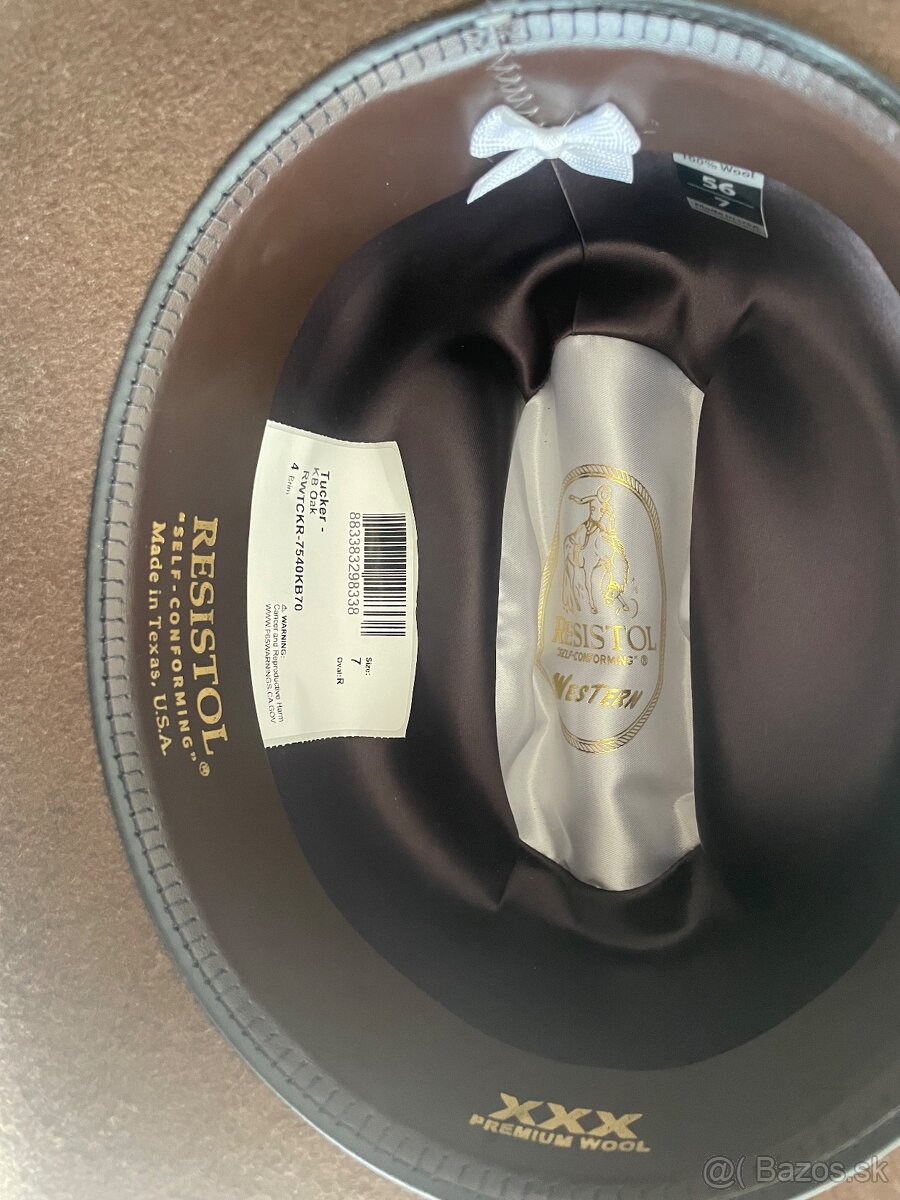 100% Wool
56
7
Tucker -
KB Oak
RWTCKR-7540KB70
4 Brim
883383298338
⚠ WARNING:
Cancer and Reproductive Harm
WWW.P65WARNINGS.CA.GOV
Size:
7
Oval:R
RESISTOL®
"SELF-CONFORMING"®
Made in Texas, U.S.A.
RESISTOL
"SELF-CONFORMING"®
WESTERN
XXX
PREMIUM WOOL
@( Bazos.sk